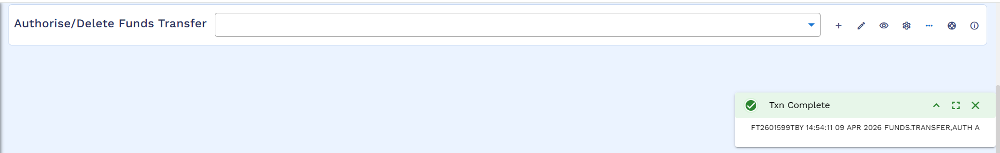 Authorise/Delete Funds Transfer
Txn Complete
FT2601599TBY 14:54:11 09 APR 2026 FUNDS.TRANSFER,AUTH A